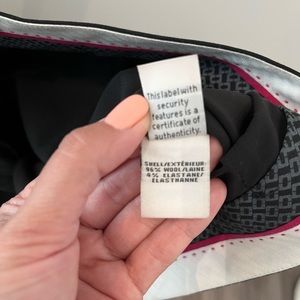 This label with
security
features is a
certificate of
authenticity.
SHELL/EXTÉRIEUR:
96% WOOL/LAINE
4% ELASTANE/
ELASTHANNE